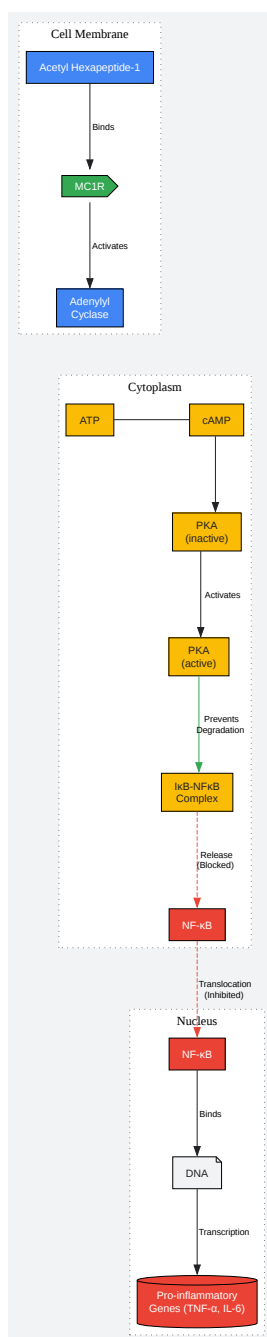 Cell Membrane
Acetyl Hexapeptide-1
Binds
MC1R
Activates
Adenylyl
Cyclase
Cytoplasm
ATP
cAMP
PKA
(inactive)
Activates
PKA
(active)
Prevents
Degradation
IκB-NFκB
Complex
Release
(Blocked)
NF-κB
Translocation
(Inhibited)
Nucleus
NF-κB
Binds
DNA
Transcription
Pro-inflammatory
Genes (TNF-α, IL-6)